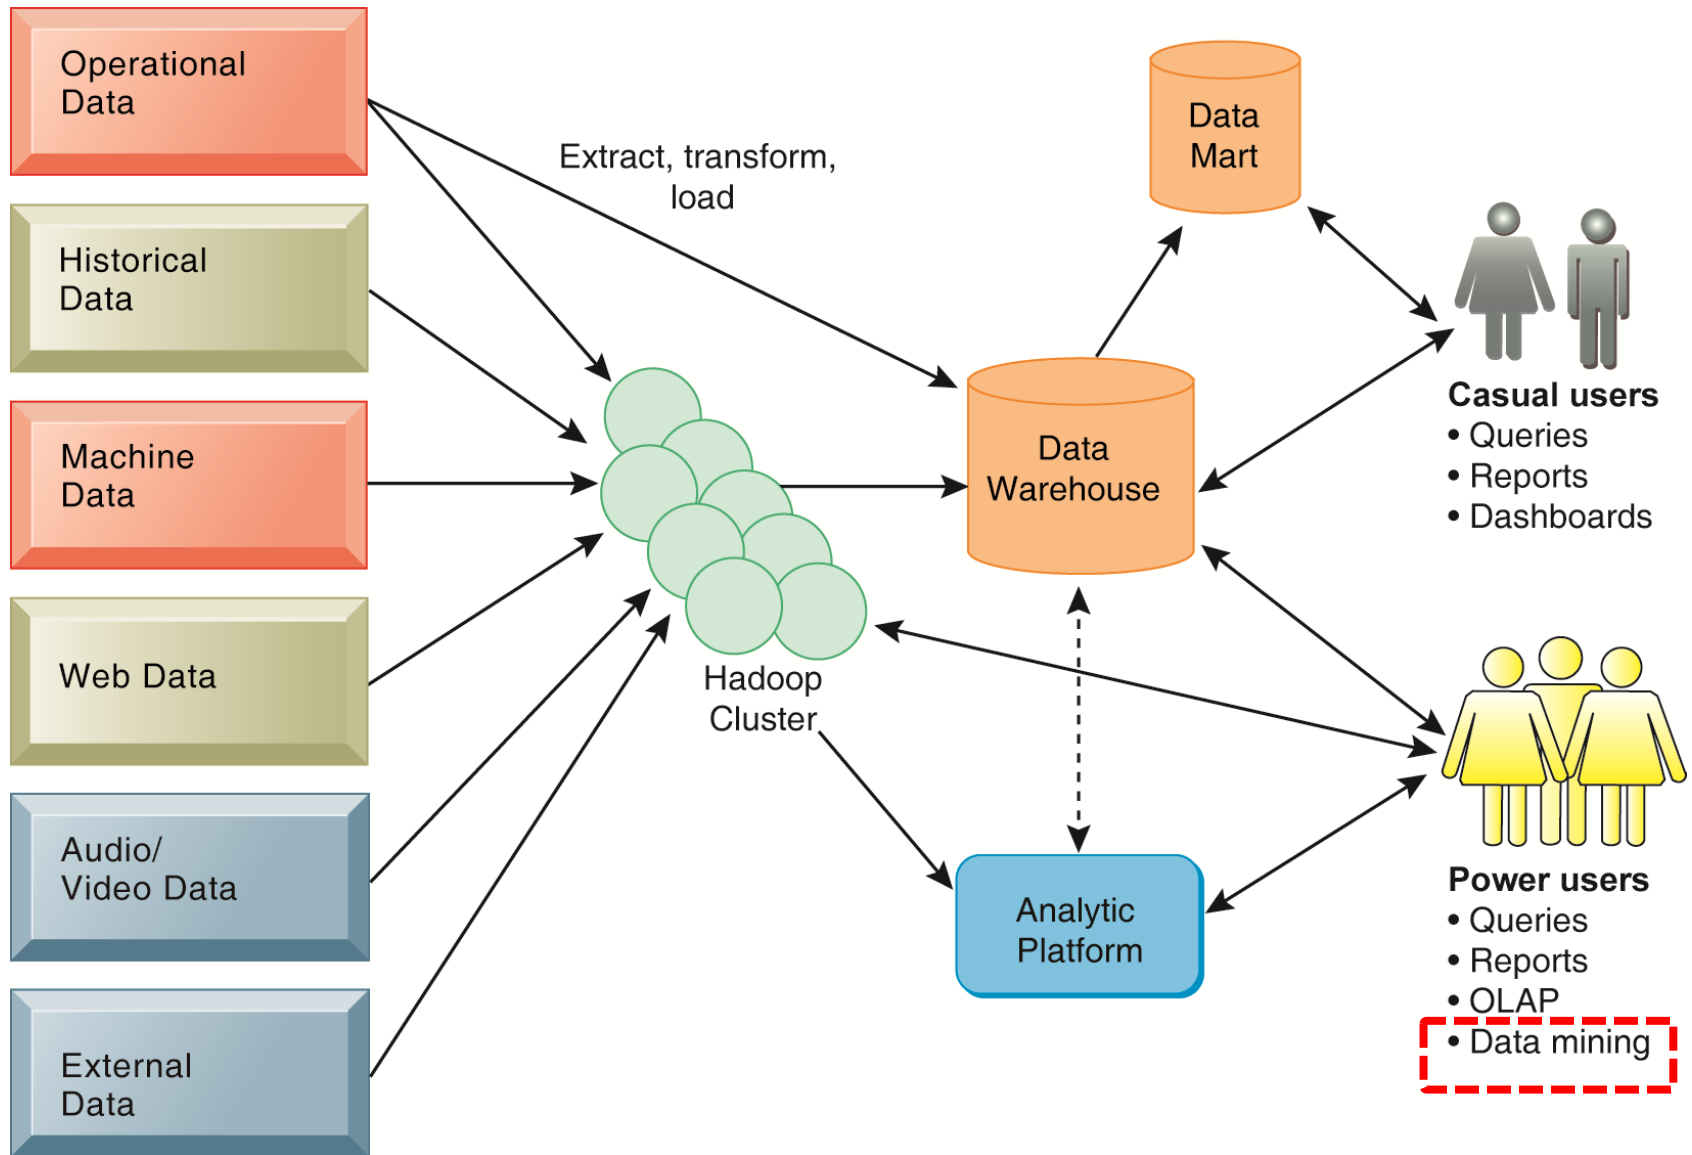 Operational
Data
Historical
Data
Machine
Data
Web Data
Audio/
Video Data
External
Data
Extract, transform,
load
Hadoop
Cluster
Data
Mart
Data
Warehouse
Analytic
Platform
Casual users
• Queries
• Reports
• Dashboards
Power users
• Queries
• Reports
• OLAP
• Data mining